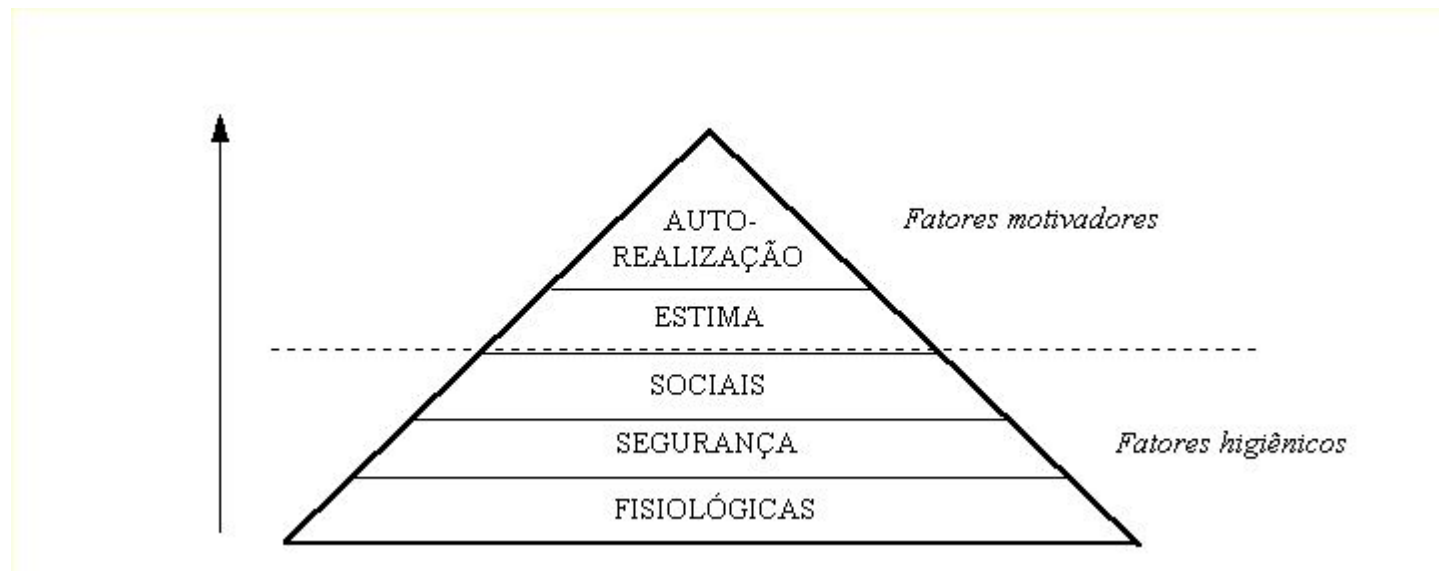 AUTO-
REALIZAÇÃO
Fatores motivadores
ESTIMA
SOCIAIS
SEGURANÇA
Fatores higiênicos
FISIOLÓGICAS